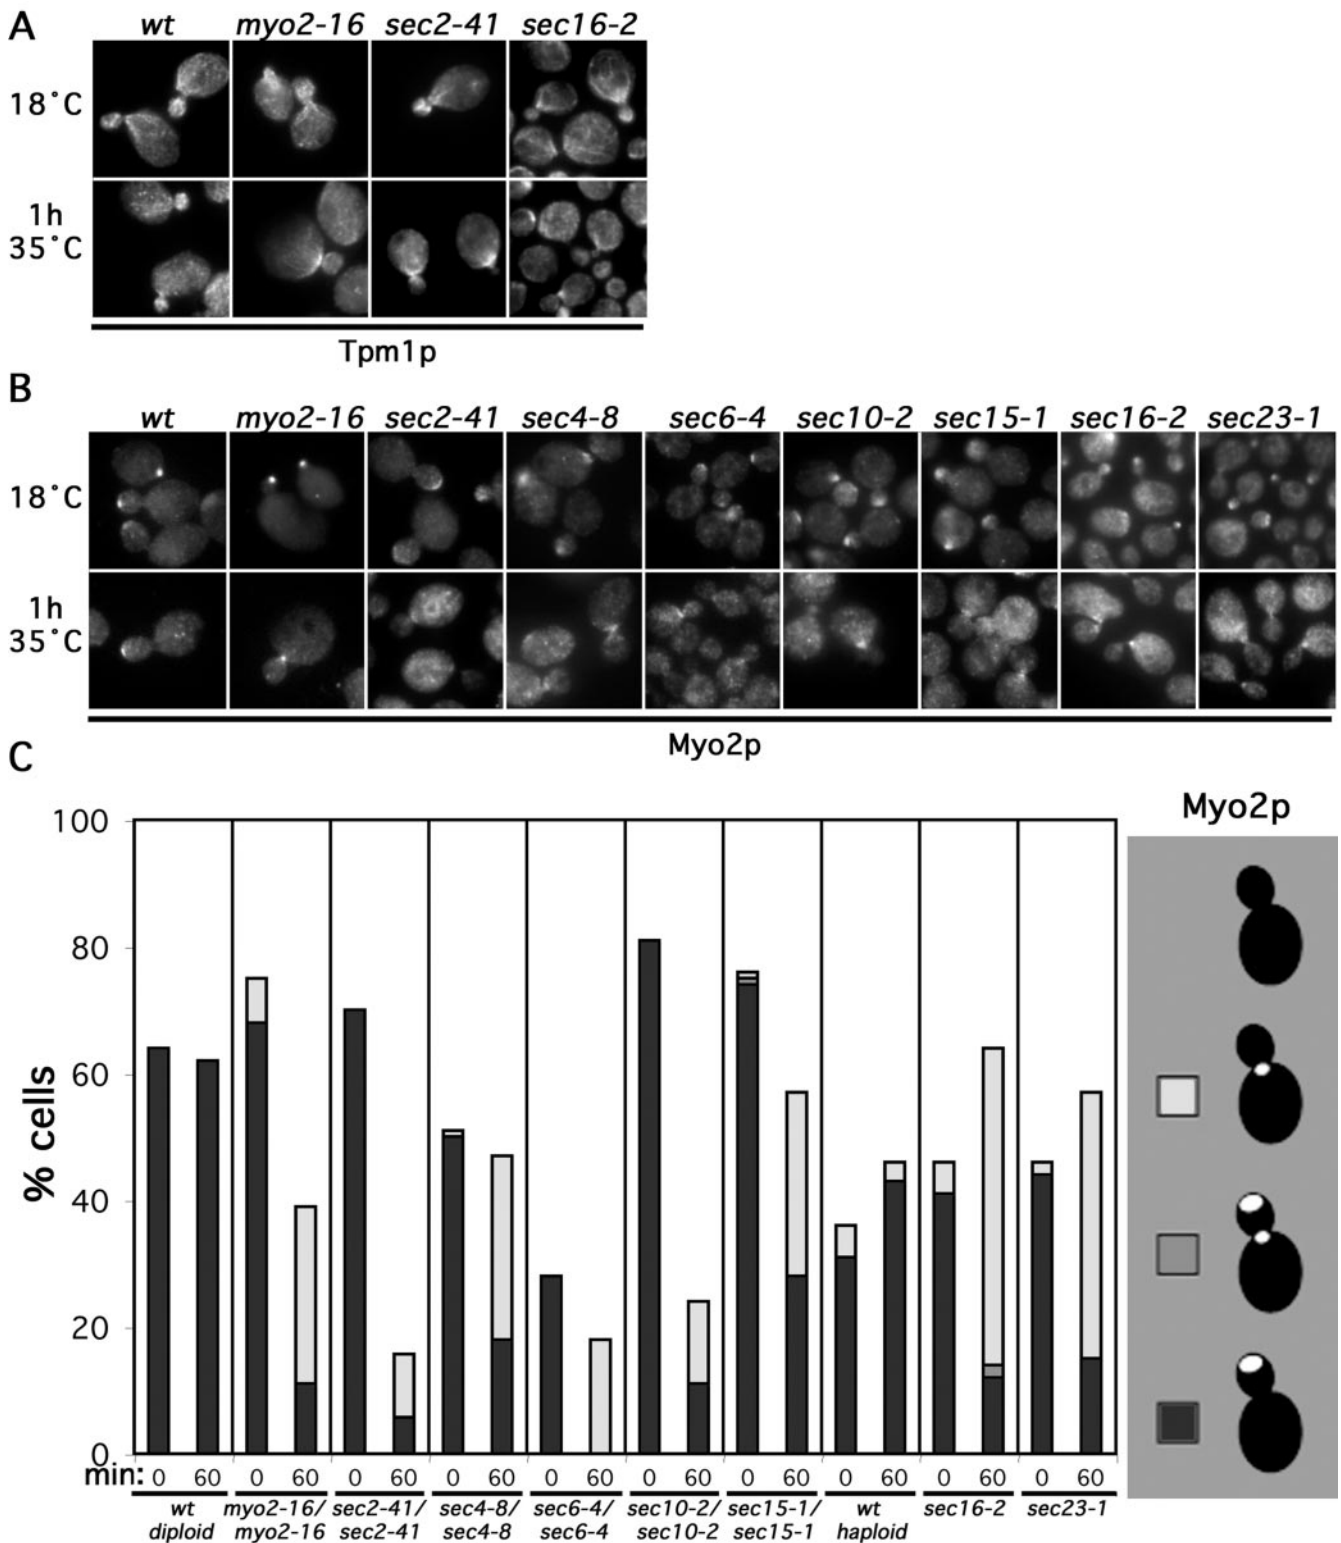 A
wt myo2-16 sec2-41 sec16-2
18°C
1h
35°C
Tpm1p
B
wt myo2-16 sec2-41 sec4-8 sec6-4 sec10-2 sec15-1 sec16-2 sec23-1
18°C
1h
35°C
Myo2p
C
Myo2p
100
80
60
40
20
0
% cells
min: 0 60 0 60 0 60 0 60 0 60 0 60 0 60 0 60 0 60 0 60
wt myo2-16/ sec2-41/ sec4-8/ sec6-4/ sec10-2/ sec15-1/ wt sec16-2 sec23-1
diploid myo2-16 sec2-41 sec4-8 sec6-4 sec10-2 sec15-1 haploid